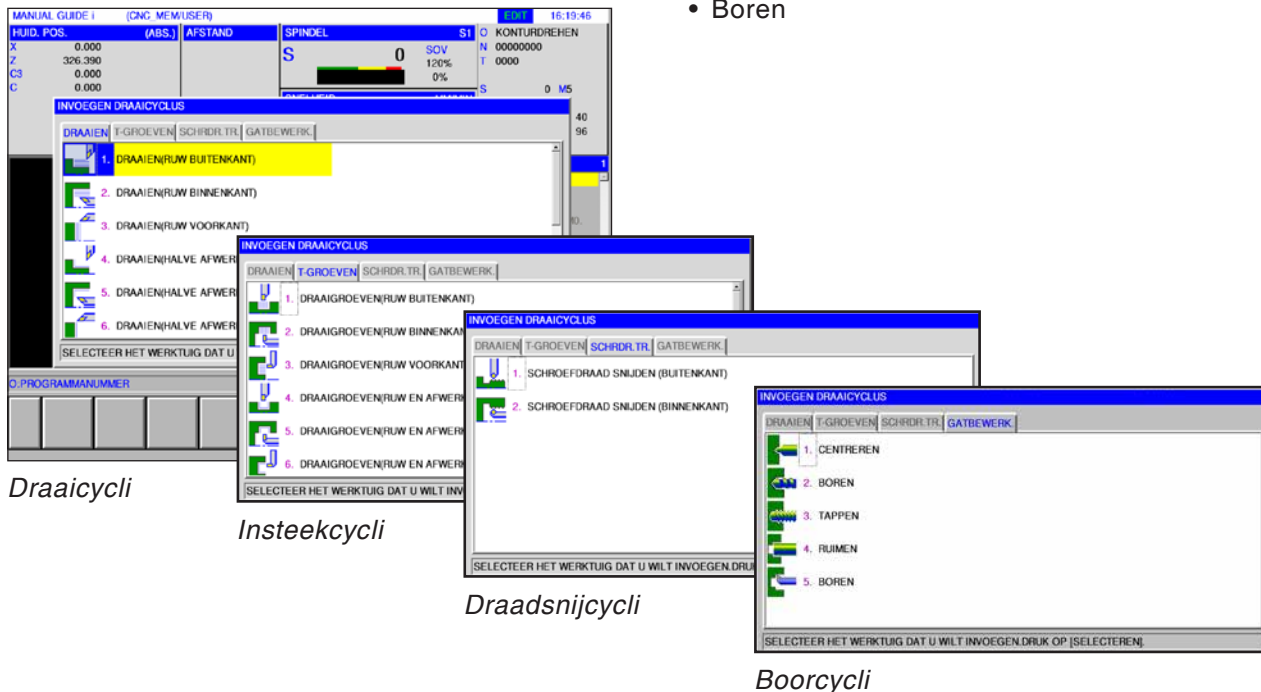 • Boren
MANUAL GUIDE i (CNC_MEM/USER) EDIT 16:19:46
HUID. POS. (ABS.) AFSTAND SPINDEL S1 O KONTURDREHEN
X 0.000 S 0 SOV N 00000000
Z 326.390 120% T 0000
C3 0.000 0%
C 0.000 S 0 M5
40
96
1
INVOEGEN DRAAICYCLUS
DRAAIEN T-GROEVEN SCHRDR.TR. GATBEWERK.
1. DRAAIEN(RUW BUITENKANT)
2. DRAAIEN(RUW BINNENKANT)
3. DRAAIEN(RUW VOORKANT)
4. DRAAIEN(HALVE AFWER
5. DRAAIEN(HALVE AFWER
6. DRAAIEN(HALVE AFWER
SELECTEER HET WERKTUIG DAT U
O:PROGRAMMANUMMER
Draaicycli
INVOEGEN DRAAICYCLUS
DRAAIEN T-GROEVEN SCHRDR.TR. GATBEWERK.
1. DRAAIGROEVEN(RUW BUITENKANT)
2. DRAAIGROEVEN(RUW BINNENKAN
3. DRAAIGROEVEN(RUW VOORKANT
4. DRAAIGROEVEN(RUW EN AFWER
5. DRAAIGROEVEN(RUW EN AFWER
6. DRAAIGROEVEN(RUW EN AFWER
SELECTEER HET WERKTUIG DAT U WILT INV
Insteekcycli
INVOEGEN DRAAICYCLUS
DRAAIEN T-GROEVEN SCHRDR.TR. GATBEWERK.
1. SCHROEFDRAAD SNIJDEN (BUITENKANT)
2. SCHROEFDRAAD SNIJDEN (BINNENKANT)
SELECTEER HET WERKTUIG DAT U WILT INVOEGEN.DRU
Draadsnijcycli
INVOEGEN DRAAICYCLUS
DRAAIEN T-GROEVEN SCHRDR.TR. GATBEWERK.
1. CENTREREN
2. BOREN
3. TAPPEN
4. RUIMEN
5. BOREN
SELECTEER HET WERKTUIG DAT U WILT INVOEGEN.DRUK OP [SELECTEREN].
Boorcycli